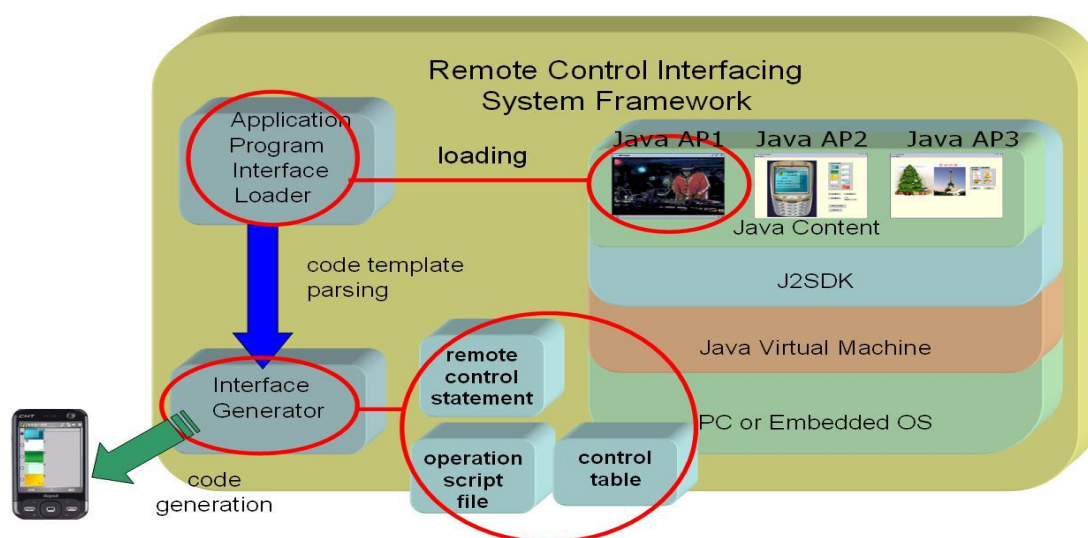 Remote Control Interfacing
System Framework
Application
Program
Interface
Loader
loading
Java AP1
Java AP2
Java AP3
Java Content
code template
parsing
J2SDK
Java Virtual Machine
PC or Embedded OS
Interface
Generator
remote
control
statement
operation
script
file
control
table
code
generation
CHT